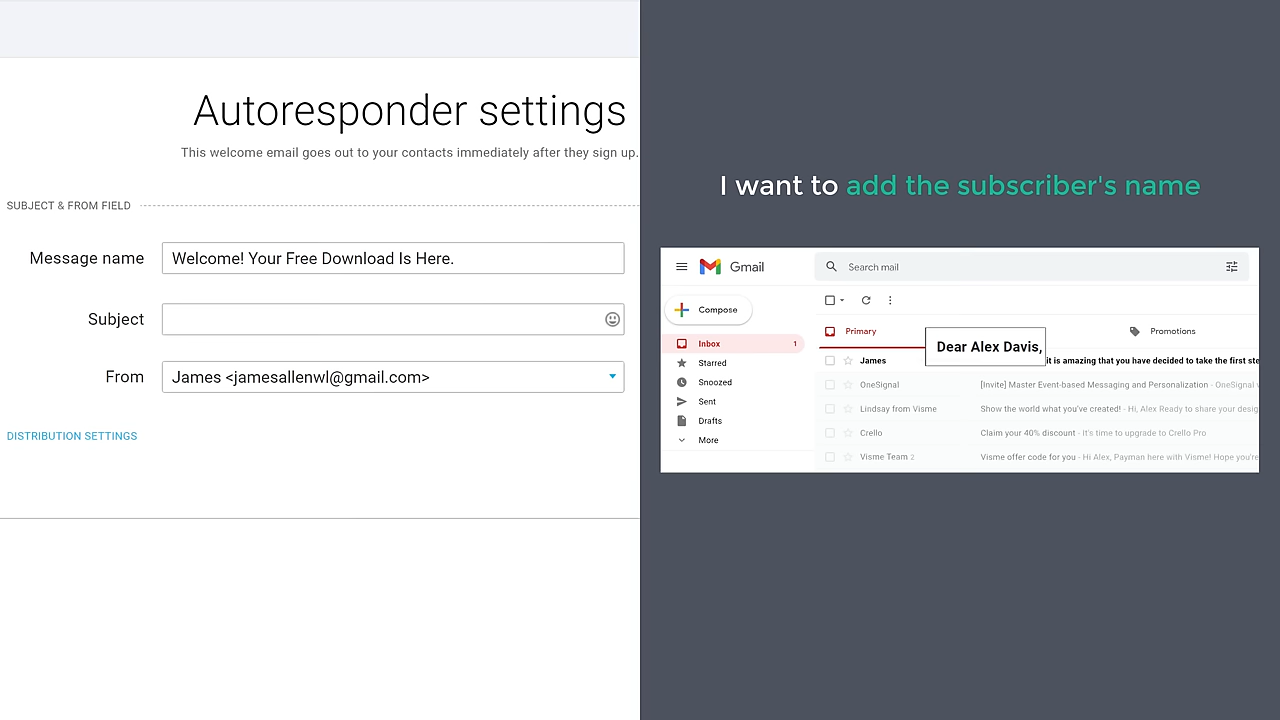 Autoresponder settings
This welcome email goes out to your contacts immediately after they sign up.
SUBJECT & FROM FIELD
Message name
Welcome! Your Free Download Is Here.
Subject
From
James <jamesallenwl@gmail.com>
DISTRIBUTION SETTINGS
I want to add the subscriber's name
Gmail
Search mail
Compose
Inbox 1
Starred
Snoozed
Sent
Drafts
More
Primary
Promotions
Dear Alex Davis,
James it is amazing that you have decided to take the first ste
OneSignal [Invite] Master Event-based Messaging and Personalization - OneSignal v
Lindsay from Visme Show the world what you've created! - Hi, Alex Ready to share your desig
Crello Claim your 40% discount - It's time to upgrade to Crello Pro
Visme Team 2 Visme offer code for you - Hi Alex, Payman here with Visme! Hope you're